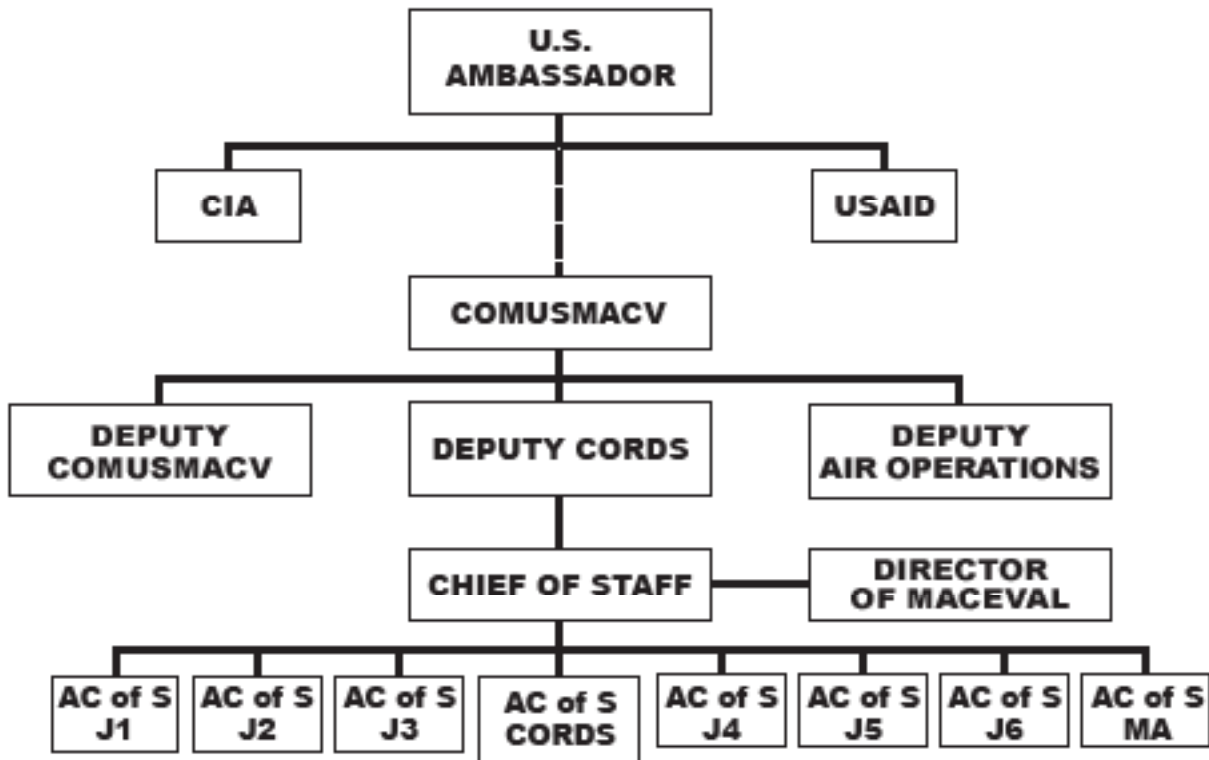 U.S.
AMBASSADOR
CIA
USAID
COMUSMACV
DEPUTY
COMUSMACV
DEPUTY CORDS
DEPUTY
AIR OPERATIONS
CHIEF OF STAFF
DIRECTOR
OF MACEVAL
AC of S
J1
AC of S
J2
AC of S
J3
AC of S
CORDS
AC of S
J4
AC of S
J5
AC of S
J6
AC of S
MA